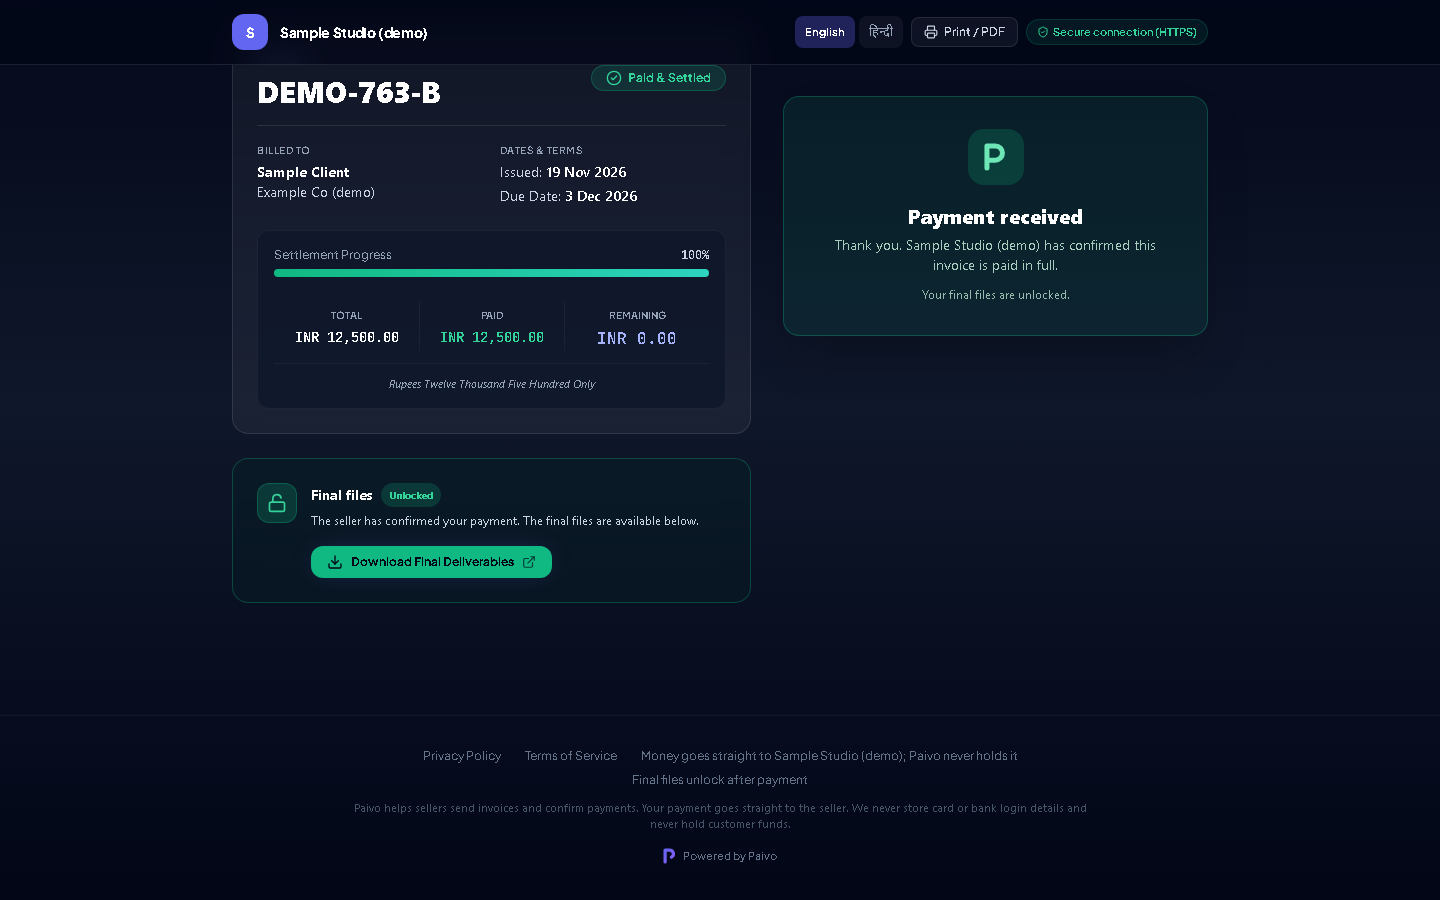 S
Sample Studio (demo)
English
हिन्दी
Print / PDF
Secure connection (HTTPS)
DEMO-763-B
Paid & Settled
BILLED TO
Sample Client
Example Co (demo)
DATES & TERMS
Issued: 19 Nov 2026
Due Date: 3 Dec 2026
Settlement Progress
100%
TOTAL
INR 12,500.00
PAID
INR 12,500.00
REMAINING
INR 0.00
Rupees Twelve Thousand Five Hundred Only
Final files
Unlocked
The seller has confirmed your payment. The final files are available below.
Download Final Deliverables
P
Payment received
Thank you. Sample Studio (demo) has confirmed this
invoice is paid in full.
Your final files are unlocked.
Privacy Policy
Terms of Service
Money goes straight to Sample Studio (demo); Paivo never holds it
Final files unlock after payment
Paivo helps sellers send invoices and confirm payments. Your payment goes straight to the seller. We never store card or bank login details and
never hold customer funds.
P Powered by Paivo